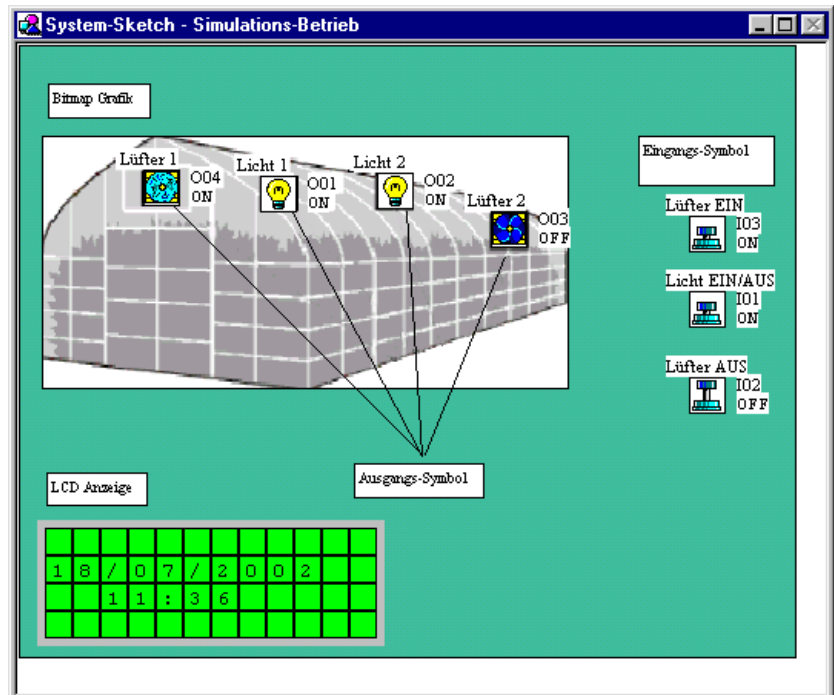 System-Sketch - Simulations-Betrieb
Bitmap Grafik
Lüfter 1
O04
ON
Licht 1
O01
ON
Licht 2
O02
ON
Lüfter 2
O03
OFF
Eingangs-Symbol
Lüfter EIN
I03
ON
Licht EIN/AUS
I01
ON
Lüfter AUS
I02
OFF
Ausgangs-Symbol
LCD Anzeige
18/07/2002
11:36